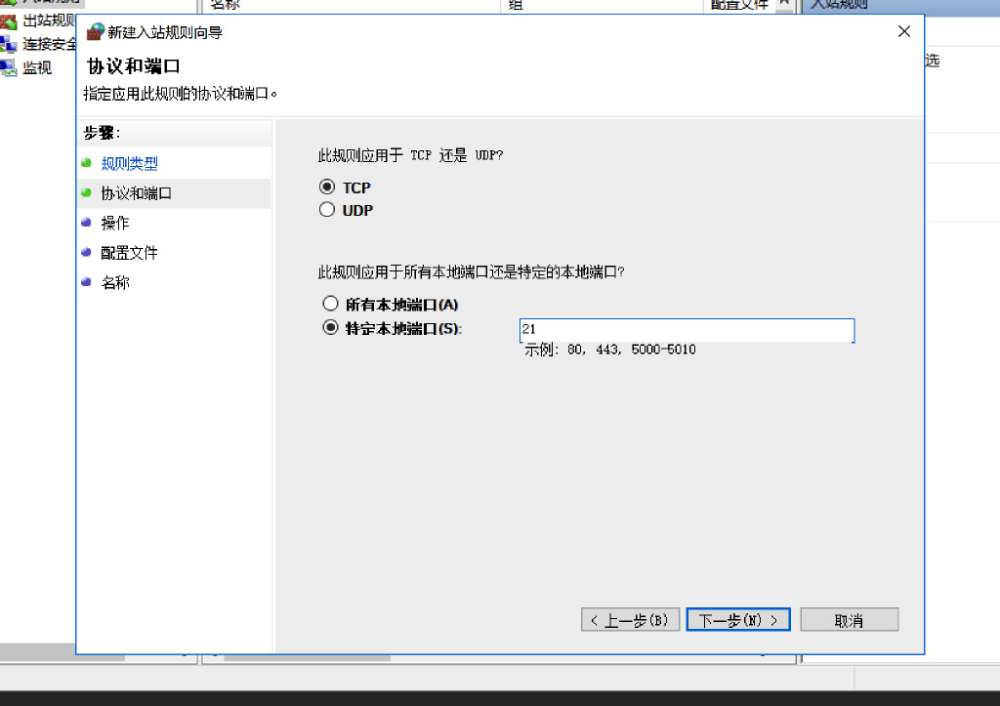 名称
组
配置文件
入站规则
出站规则
连接安全
监视
选
新建入站规则向导
协议和端口
指定应用此规则的协议和端口。
步骤:
规则类型
协议和端口
操作
配置文件
名称
此规则应用于 TCP 还是 UDP?
TCP
UDP
此规则应用于所有本地端口还是特定的本地端口?
所有本地端口(A)
特定本地端口(S):
21
示例: 80, 443, 5000-5010
< 上一步(B)
下一步(N) >
取消